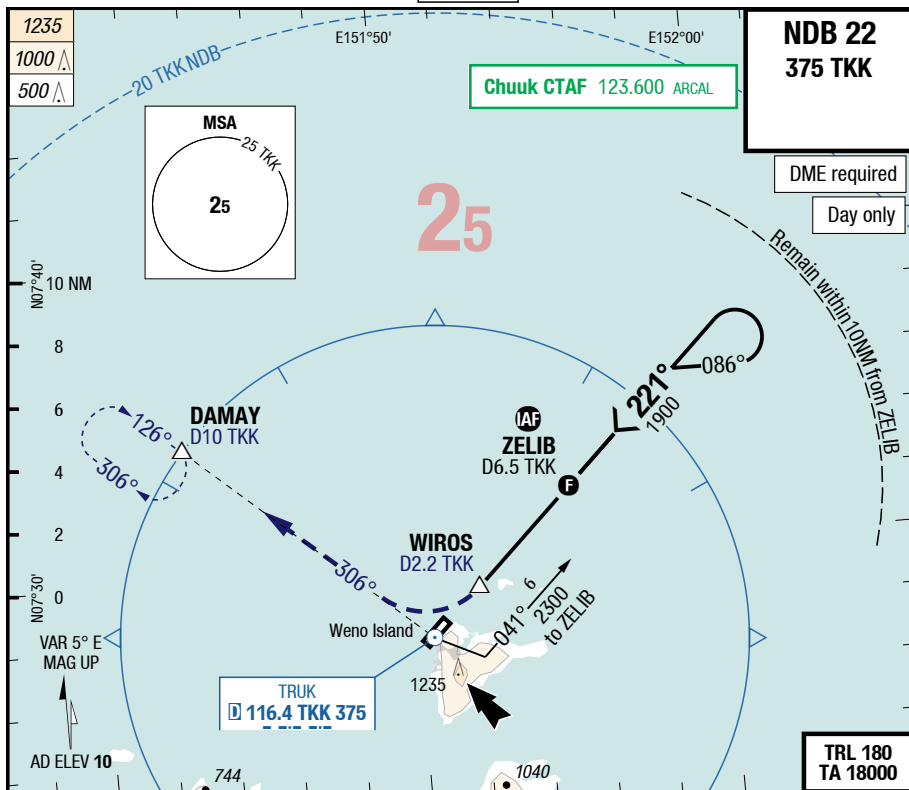 1235
1000
500
E151°50'
E152°00'
NDB 22
375 TKK
20 TKK NDB
Chuuk CTAF 123.600 ARCAL
MSA
25 TKK
25
25
DME required
Day only
Remain within 10NM from ZELIB
N07°40'
10 NM
8
086°
221°
1900
6
DAMAY
D10 TKK
126°
306°
IAF
ZELIB
D6.5 TKK
F
4
2
WIROS
D2.2 TKK
306°
N07°30'
0
041°
6
2300
to ZELIB
Weno Island
VAR 5° E
MAG UP
1235
TRUK
D 116.4 TKK 375
AD ELEV 10
744
1040
TRL 180
TA 18000